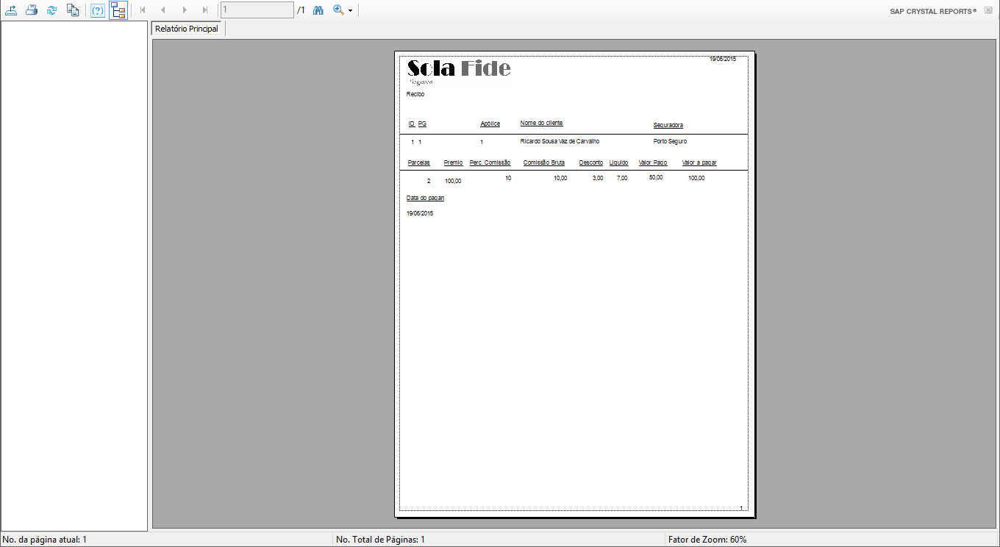 1 /1 SAP CRYSTAL REPORTS®
Relatório Principal
19/06/2015
Sola Fide
Seguros
Recibo
ID PG Apólice Nome do cliente Seguradora
1 1 1 Ricardo Sousa Vaz de Carvalho Porto Seguro
Parcelas Premio Perc. Comissão Comissão Bruta Desconto Liquido Valor Pago Valor a pagar
2 100,00 10 10,00 3,00 7,00 50,00 100,00
Data do pagan
19/06/2015
1
No. da página atual: 1 No. Total de Páginas: 1 Fator de Zoom: 60%